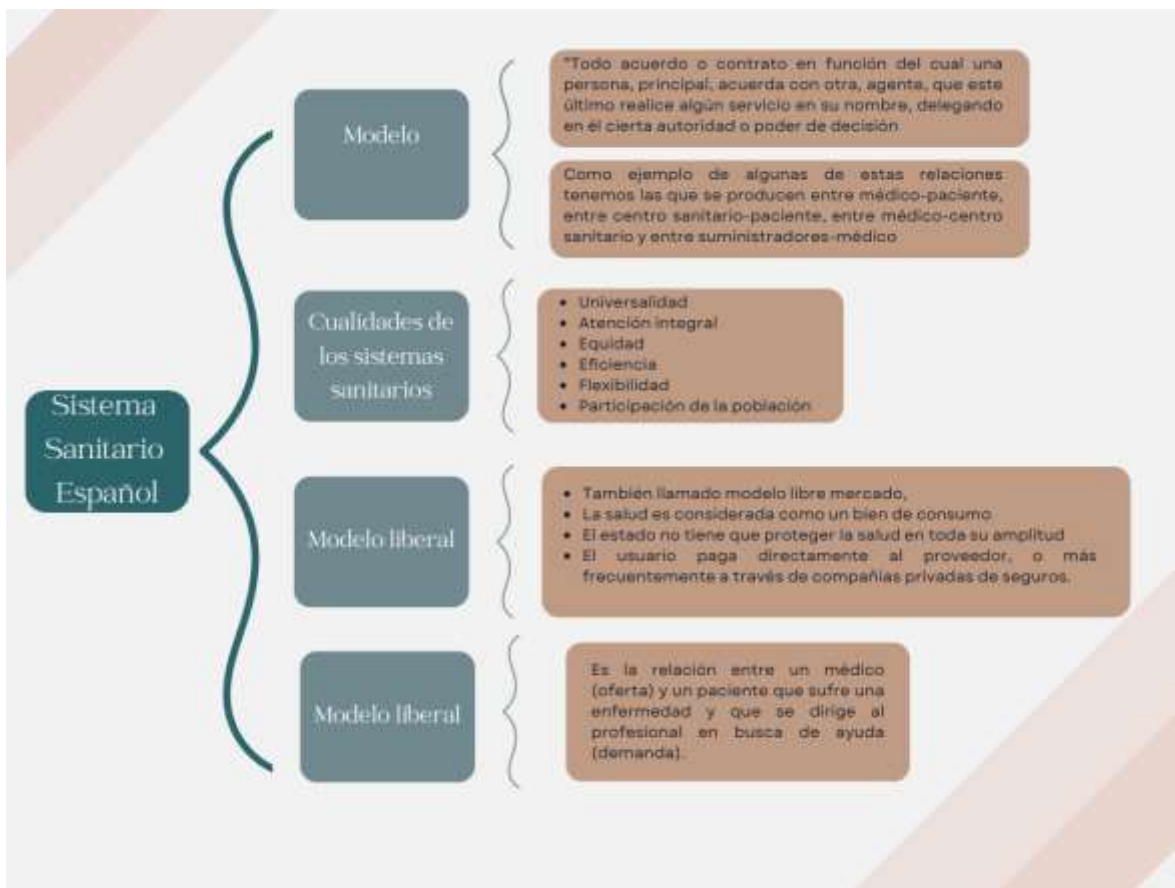 Sistema
Sanitario
Español
Modelo
"Todo acuerdo o contrato en función del cual una
persona, principal, acuerda con otra, agente, que este
último realice algún servicio en su nombre, delegando
en él cierta autoridad o poder de decisión
Como ejemplo de algunas de estas relaciones
tenemos las que se producen entre médico-paciente,
entre centro sanitario-paciente, entre médico-centro
sanitario y entre suministradores-médico
Cualidades de
los sistemas
sanitarios
• Universalidad
• Atención integral
• Equidad
• Eficiencia
• Flexibilidad
• Participación de la población
Modelo liberal
• También llamado modelo libre mercado,
• La salud es considerada como un bien de consumo
• El estado no tiene que proteger la salud en toda su amplitud
• El usuario paga directamente al proveedor, o más
frecuentemente a través de compañías privadas de seguros.
Modelo liberal
Es la relación entre un médico
(oferta) y un paciente que sufre una
enfermedad y que se dirige al
profesional en busca de ayuda
(demanda).